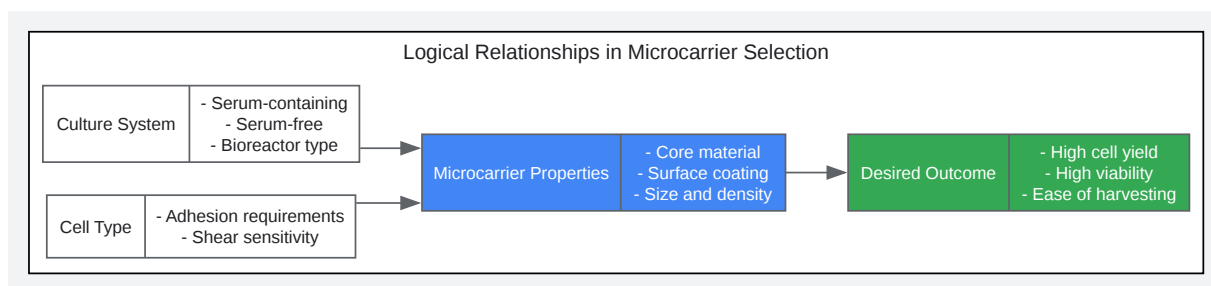 Logical Relationships in Microcarrier Selection
Culture System
- Serum-containing
- Serum-free
- Bioreactor type
Cell Type
- Adhesion requirements
- Shear sensitivity
Microcarrier Properties
- Core material
- Surface coating
- Size and density
Desired Outcome
- High cell yield
- High viability
- Ease of harvesting